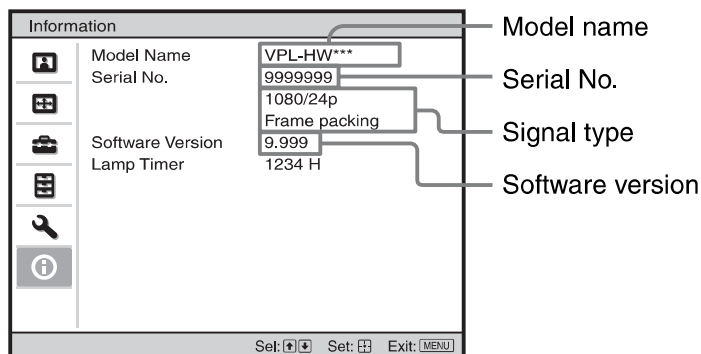 Information
Model Name VPL-HW***
Serial No. 9999999
1080/24p
Frame packing
Software Version 9.999
Lamp Timer 1234 H
Sel: Set: Exit: MENU
Model name
Serial No.
Signal type
Software version